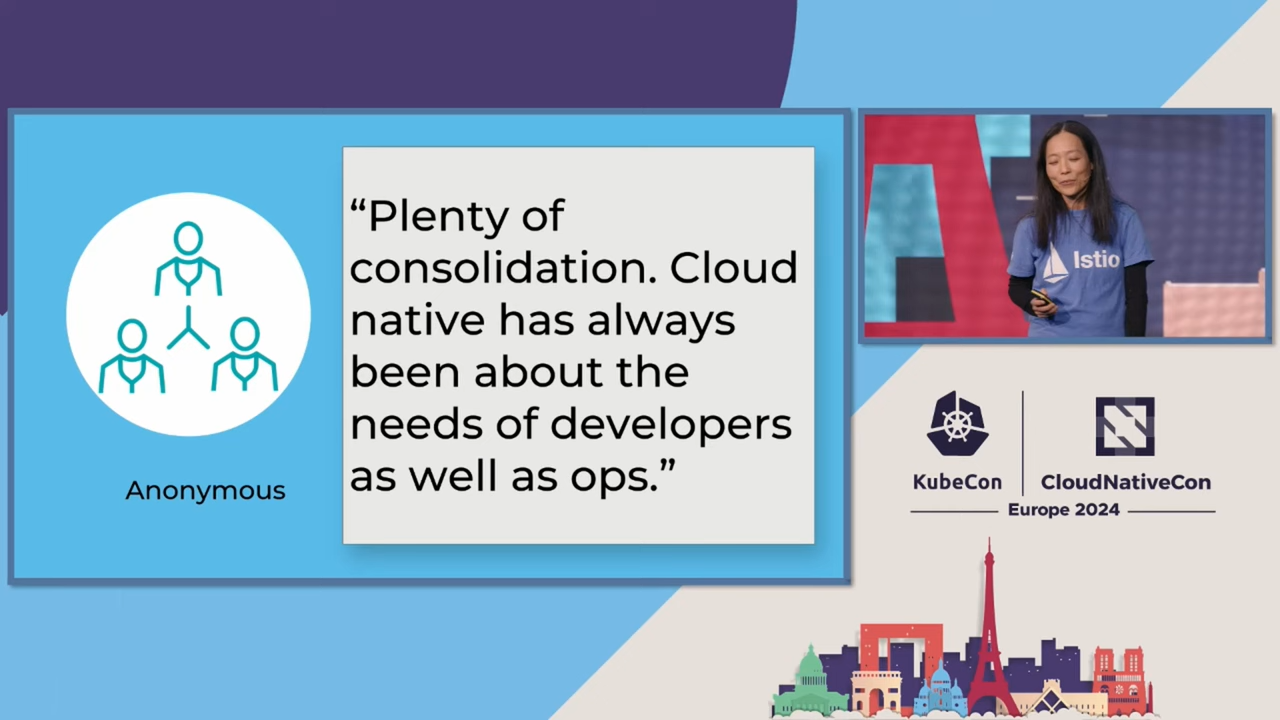 “Plenty of
consolidation. Cloud
native has always
been about the
needs of developers
as well as ops.”
Anonymous
Istio
KubeCon
CloudNativeCon
Europe 2024